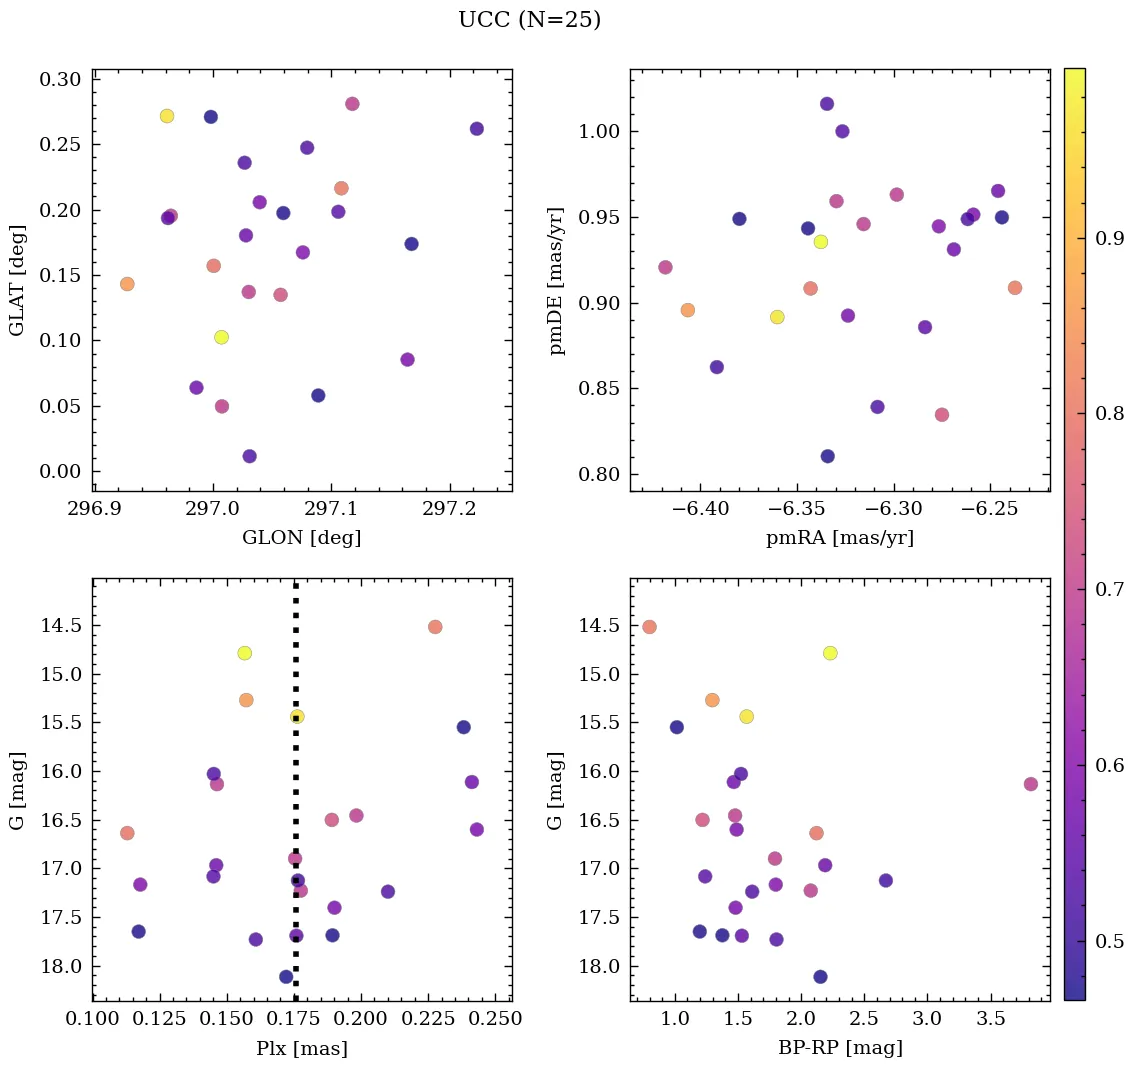 UCC (N=25)
0.30
0.25
0.20
0.15
0.10
0.05
0.00
GLAT [deg]
296.9 297.0 297.1 297.2
GLON [deg]
1.00
0.95
0.90
0.85
0.80
pmDE [mas/yr]
−6.40 −6.35 −6.30 −6.25
pmRA [mas/yr]
14.5
15.0
15.5
16.0
16.5
17.0
17.5
18.0
G [mag]
0.100 0.125 0.150 0.175 0.200 0.225 0.250
Plx [mas]
14.5
15.0
15.5
16.0
16.5
17.0
17.5
18.0
G [mag]
1.0 1.5 2.0 2.5 3.0 3.5
BP-RP [mag]
0.9
0.8
0.7
0.6
0.5